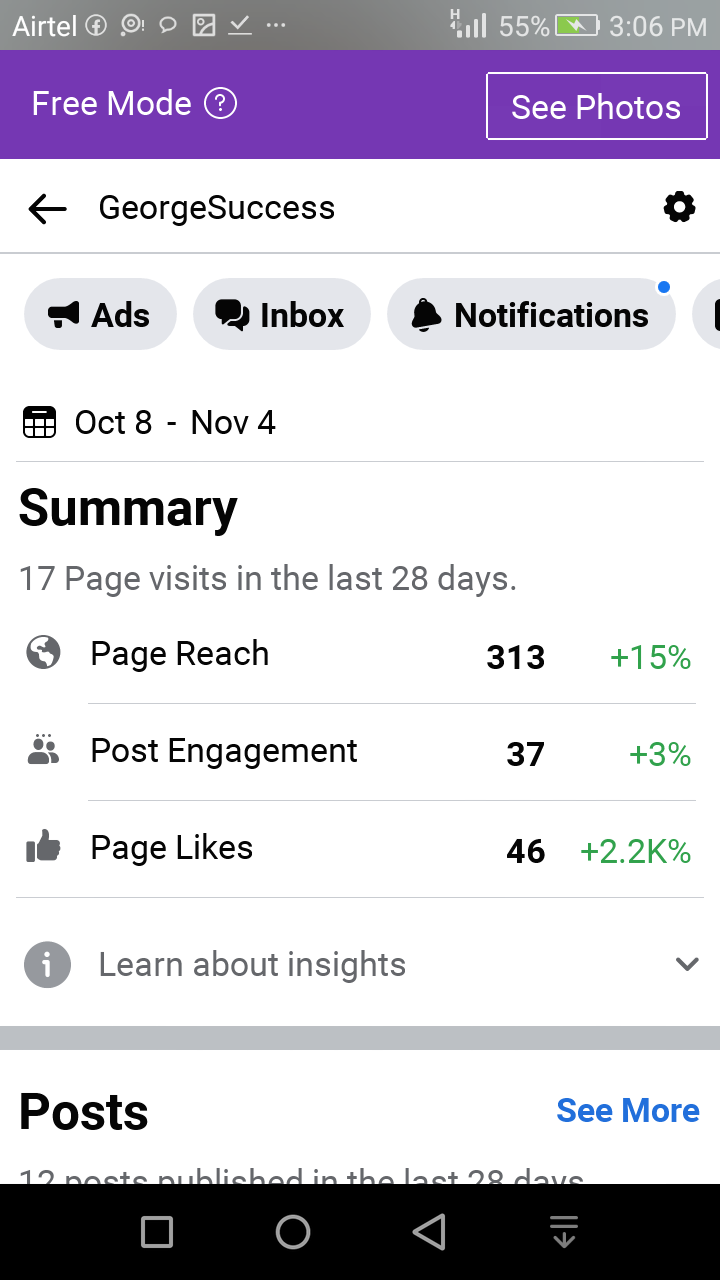 Airtel 55% 3:06 PM
Free Mode ? See Photos
GeorgeSuccess
Ads Inbox Notifications
Oct 8 - Nov 4
Summary
17 Page visits in the last 28 days.
Page Reach 313 +15%
Post Engagement 37 +3%
Page Likes 46 +2.2K%
Learn about insights
Posts See More
12 posts published in the last 28 days